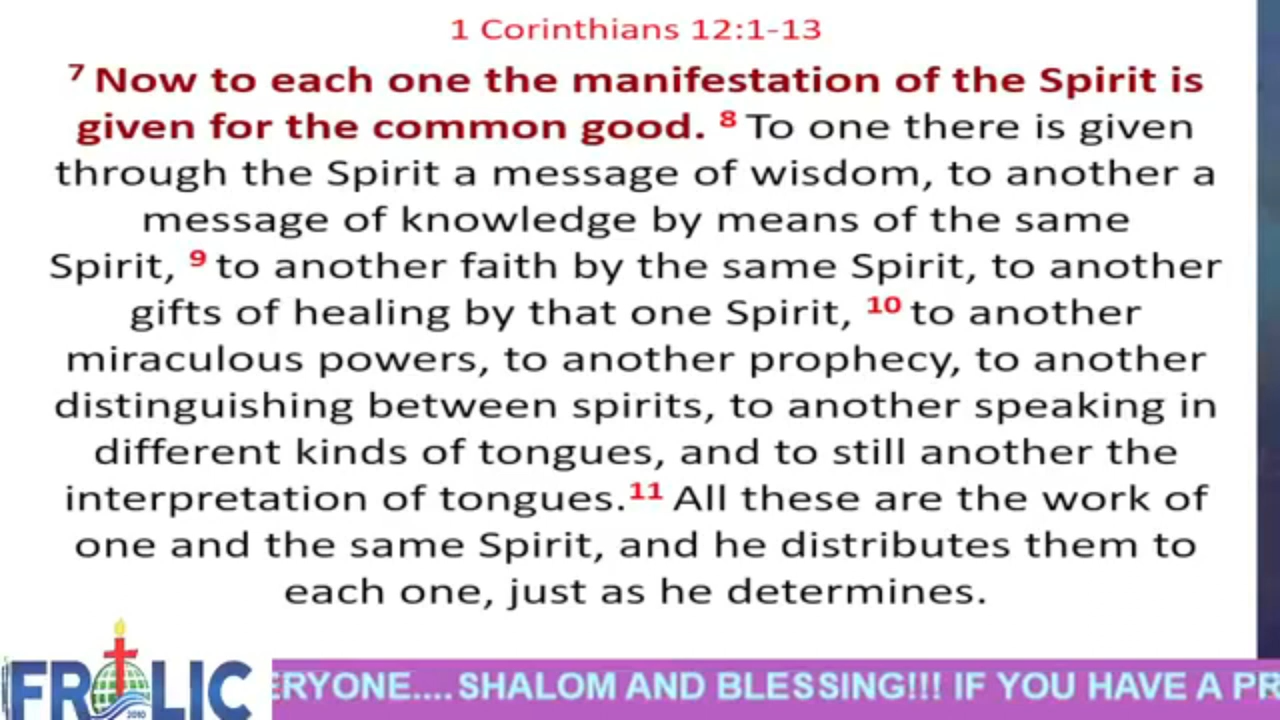 1 Corinthians 12:1-13
7 Now to each one the manifestation of the Spirit is
given for the common good. 8 To one there is given
through the Spirit a message of wisdom, to another a
message of knowledge by means of the same
Spirit, 9 to another faith by the same Spirit, to another
gifts of healing by that one Spirit, 10 to another
miraculous powers, to another prophecy, to another
distinguishing between spirits, to another speaking in
different kinds of tongues, and to still another the
interpretation of tongues.11 All these are the work of
one and the same Spirit, and he distributes them to
each one, just as he determines.
FROLIC
2010
ERYONE.... SHALOM AND BLESSING!!! IF YOU HAVE A PR